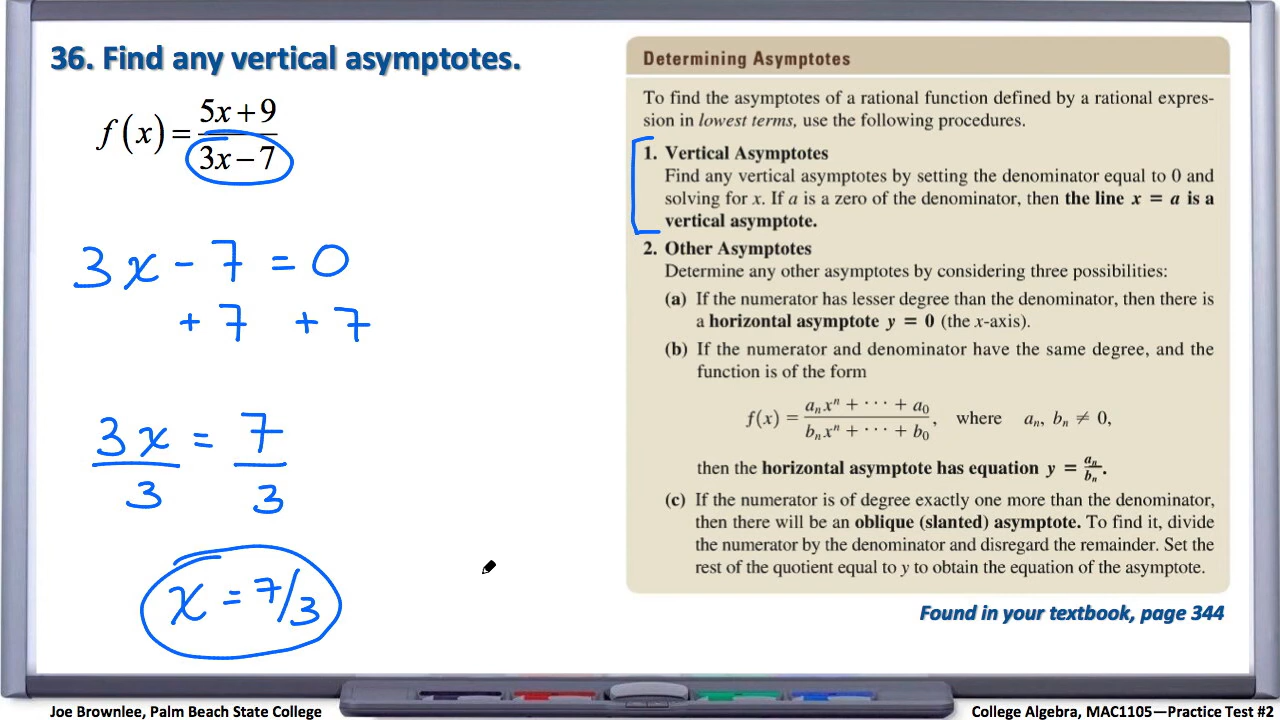 36. Find any vertical asymptotes.
f(x) = (5x + 9)/(3x − 7)
3x - 7 = 0
+ 7 + 7
3x = 7
3 3
x = 7/3
Determining Asymptotes
To find the asymptotes of a rational function defined by a rational expres-
sion in lowest terms, use the following procedures.
1. Vertical Asymptotes
Find any vertical asymptotes by setting the denominator equal to 0 and
solving for x. If a is a zero of the denominator, then the line x = a is a
vertical asymptote.
2. Other Asymptotes
Determine any other asymptotes by considering three possibilities:
(a) If the numerator has lesser degree than the denominator, then there is
a horizontal asymptote y = 0 (the x-axis).
(b) If the numerator and denominator have the same degree, and the
function is of the form
f(x) = (aₙxⁿ + ··· + a₀)/(bₙxⁿ + ··· + b₀), where aₙ, bₙ ≠ 0,
then the horizontal asymptote has equation y = aₙ/bₙ.
(c) If the numerator is of degree exactly one more than the denominator,
then there will be an oblique (slanted) asymptote. To find it, divide
the numerator by the denominator and disregard the remainder. Set the
rest of the quotient equal to y to obtain the equation of the asymptote.
Found in your textbook, page 344
Joe Brownlee, Palm Beach State College
College Algebra, MAC1105—Practice Test #2